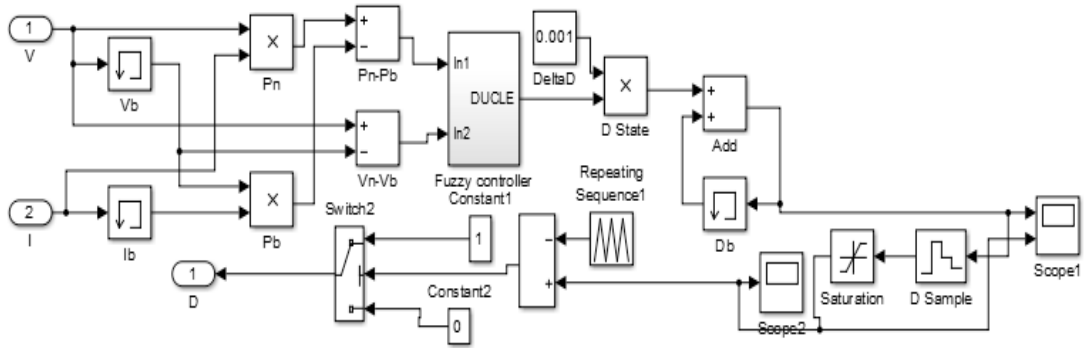 1
V
Vb
×
Pn
+
−
Pn-Pb
+
−
Vn-Vb
2
I
Ib
×
Pb
In1
In2
DUCLE
Fuzzy controller
0.001
DeltaD
×
D State
+
+
Add
Db
Repeating
Sequence1
Constant1
1
Switch2
1
D
Constant2
0
−
+
Scope2
Saturation
D Sample
Scope1